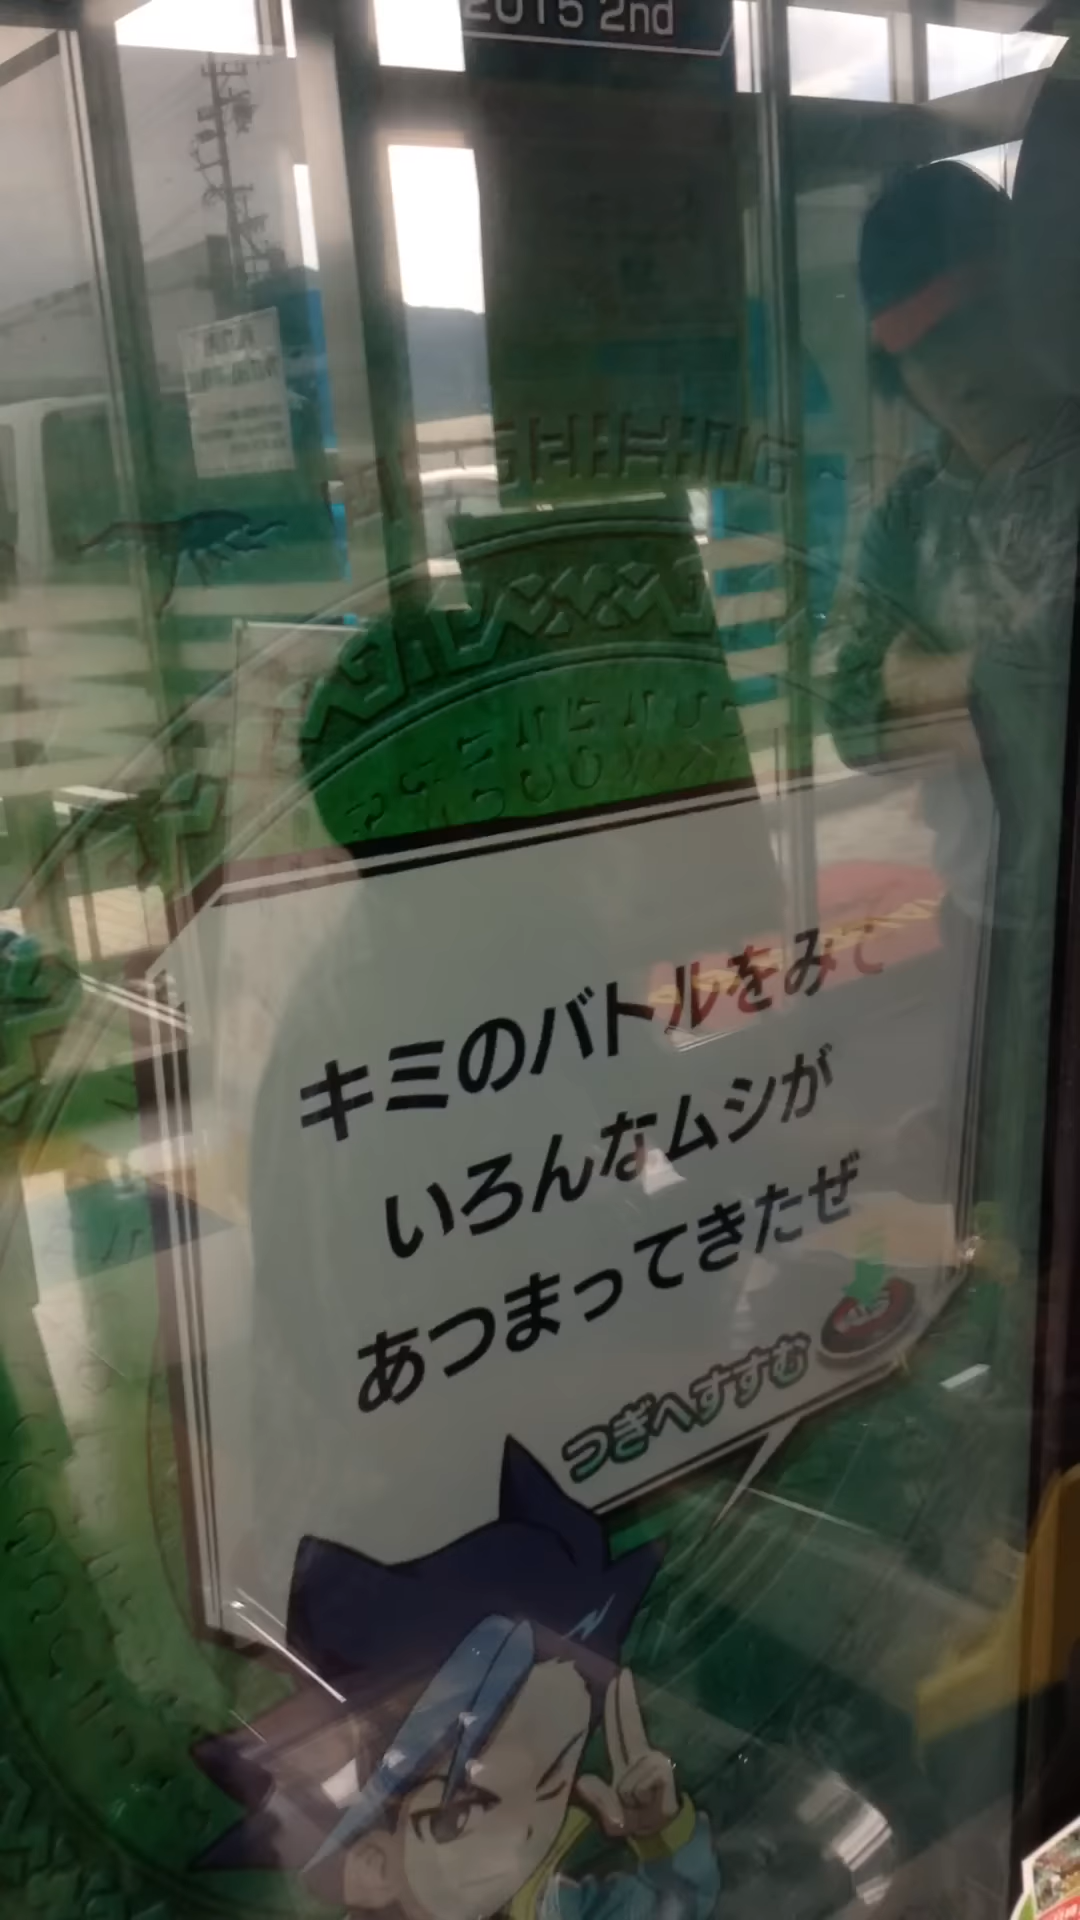 2015 2nd
キミのバトルをみて
いろんなムシが
あつまってきたぜ
つぎへすすむ